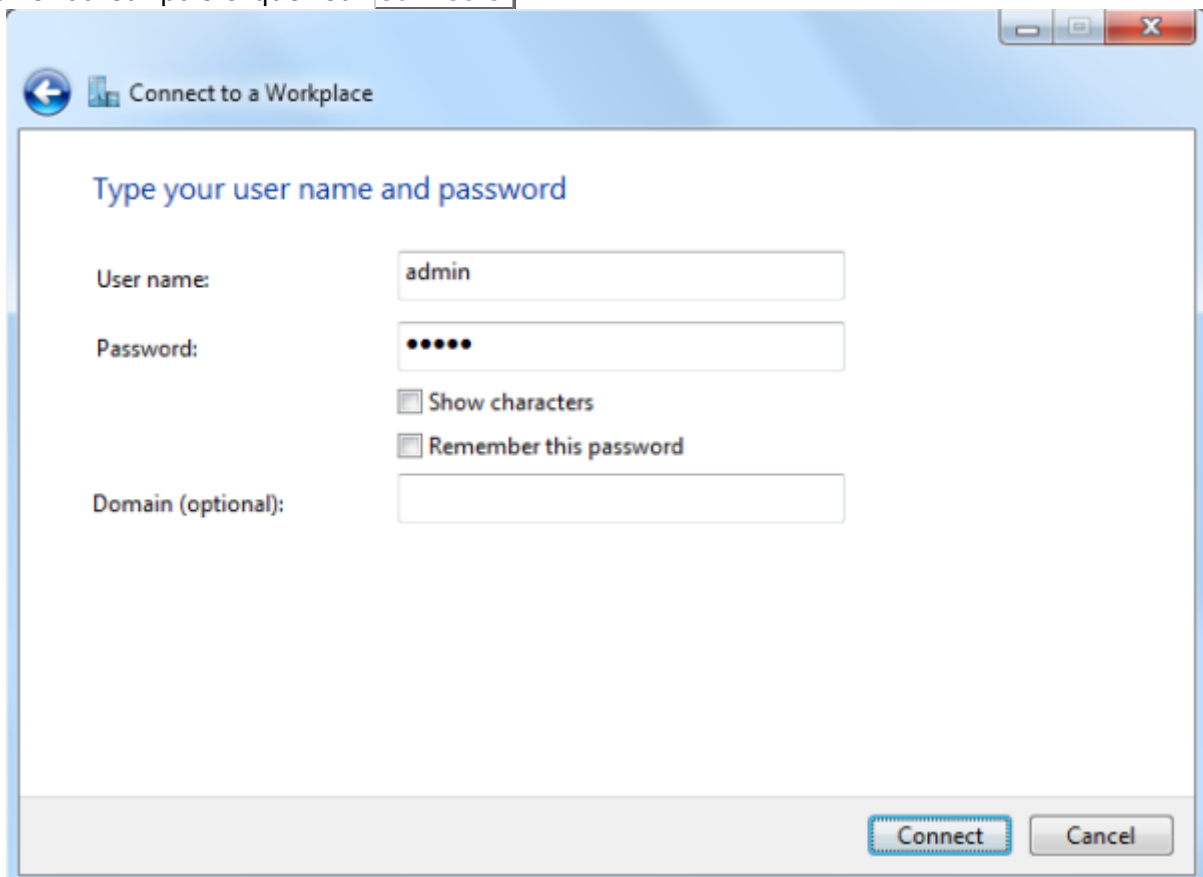 Connect to a Workplace
Type your user name and password
User name:
admin
Password:
•••••
Show characters
Remember this password
Domain (optional):
Connect
Cancel